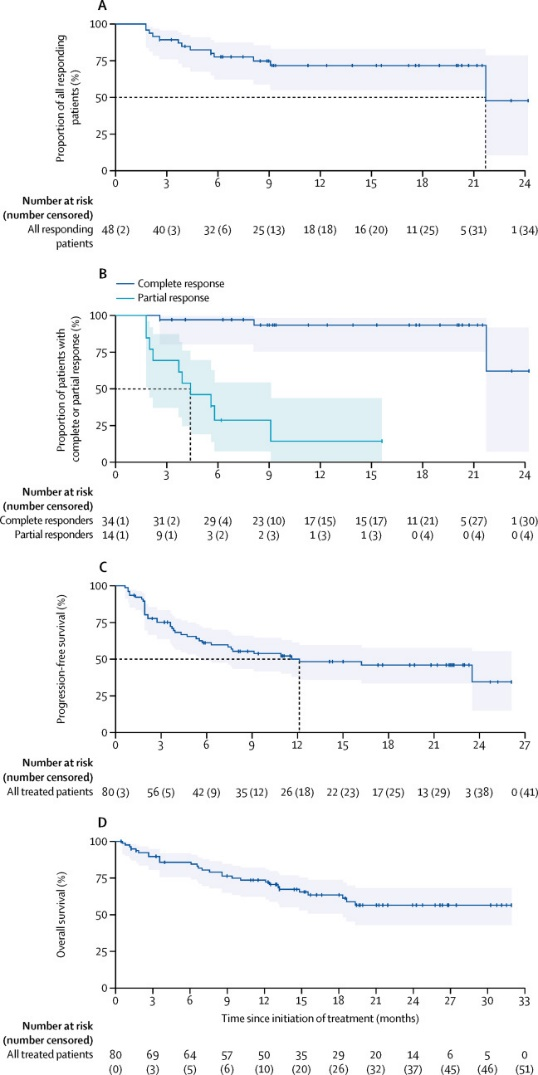 A
Proportion of all responding
patients (%)
100
75
50
25
0
0 3 6 9 12 15 18 21 24
Number at risk
(number censored)
All responding
patients
48 (2) 40 (3) 32 (6) 25 (13) 18 (18) 16 (20) 11 (25) 5 (31) 1 (34)
B
Complete response
Partial response
Proportion of patients with
complete or partial response (%)
100
75
50
25
0
0 3 6 9 12 15 18 21 24
Number at risk
(number censored)
Complete responders 34 (1) 31 (2) 29 (4) 23 (10) 17 (15) 15 (17) 11 (21) 5 (27) 1 (30)
Partial responders 14 (1) 9 (1) 3 (2) 2 (3) 1 (3) 1 (3) 0 (4) 0 (4) 0 (4)
C
Progression-free survival (%)
100
75
50
25
0
0 3 6 9 12 15 18 21 24 27
Number at risk
(number censored)
All treated patients 80 (3) 56 (5) 42 (9) 35 (12) 26 (18) 22 (23) 17 (25) 13 (29) 3 (38) 0 (41)
D
Overall survival (%)
100
75
50
25
0
0 3 6 9 12 15 18 21 24 27 30 33
Time since initiation of treatment (months)
Number at risk
(number censored)
All treated patients 80 69 64 57 50 35 29 20 14 6 5 0
(0) (3) (5) (6) (10) (20) (26) (32) (37) (45) (46) (51)